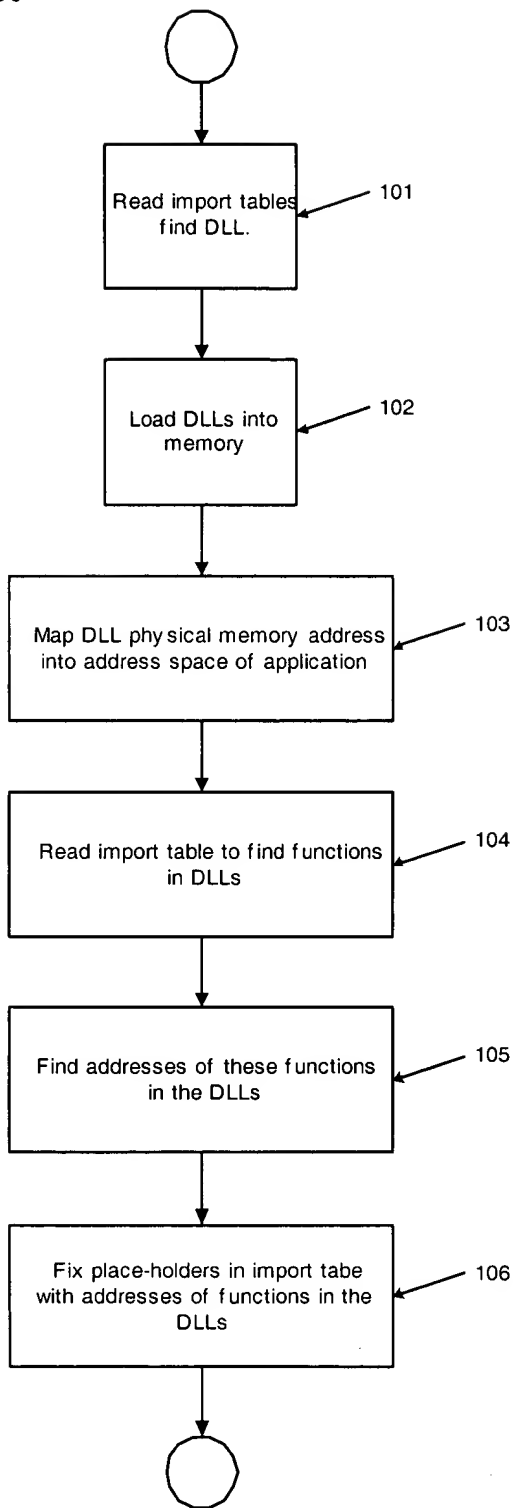 Read import tables
find DLL.
101
Load DLLs into
memory
102
Map DLL physical memory address
into address space of application
103
Read import table to find functions
in DLLs
104
Find addresses of these functions
in the DLLs
105
Fix place-holders in import tabe
with addresses of functions in the
DLLs
106